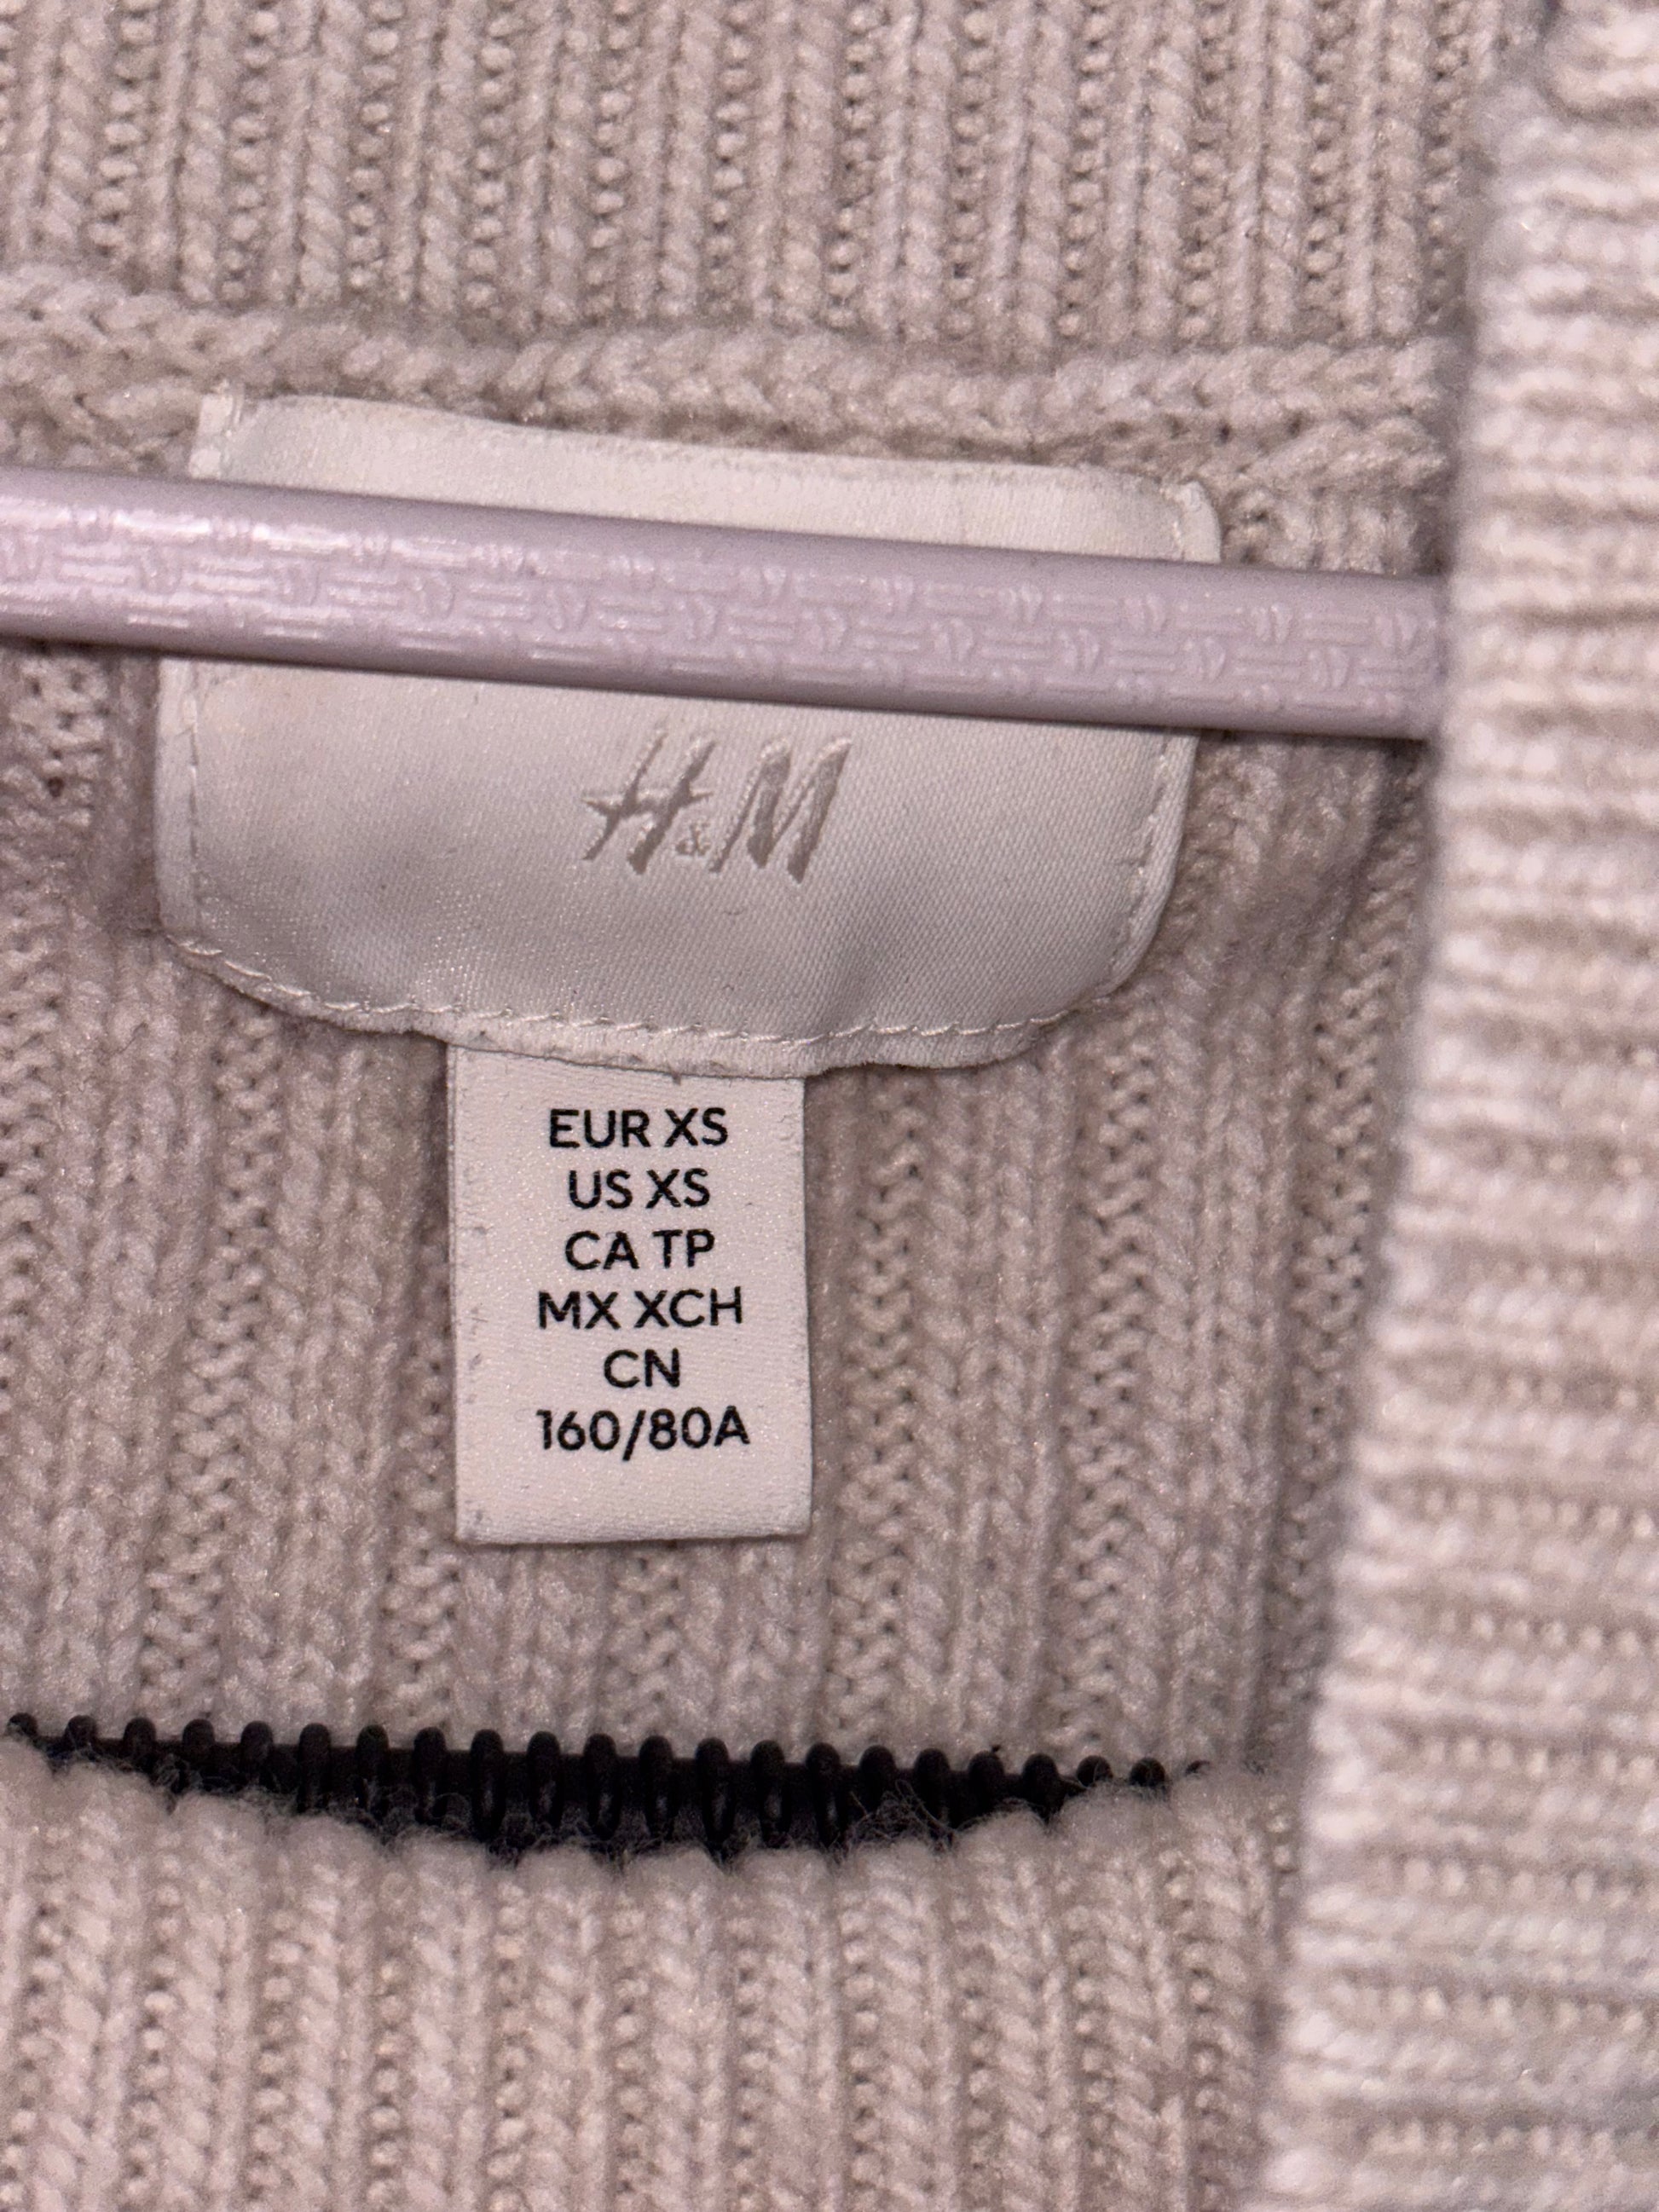 H&M
EUR XS
US XS
CA TP
MX XCH
CN
160/80A